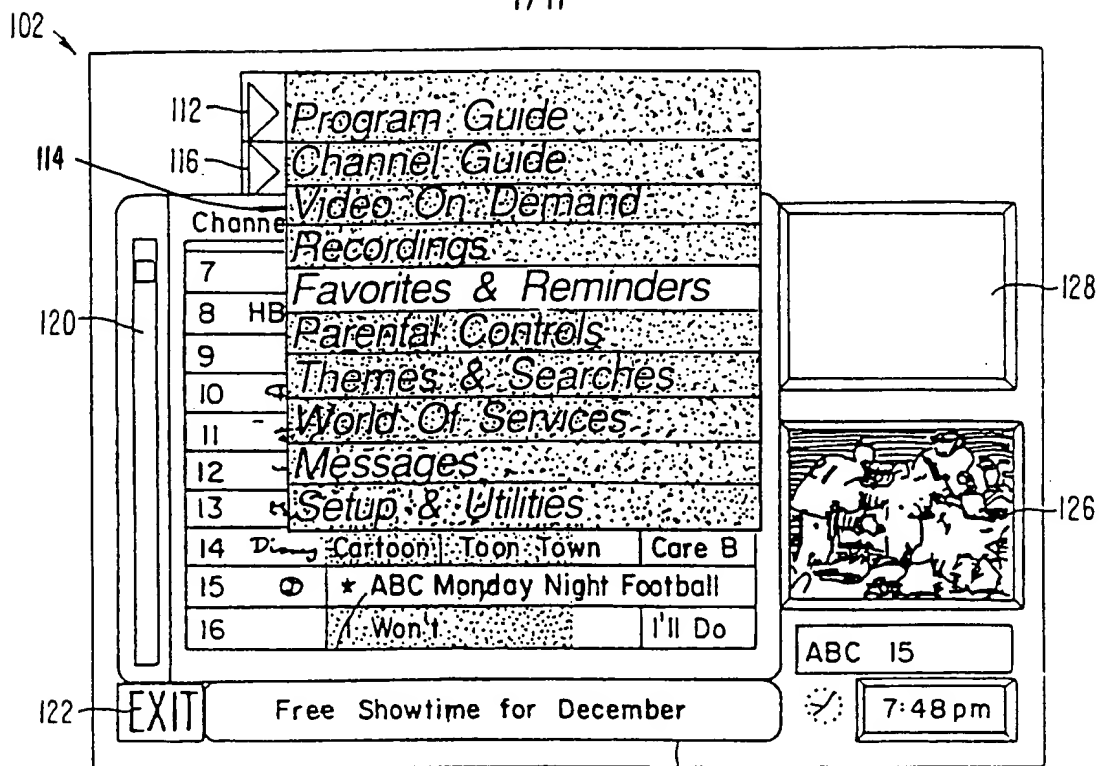 102
112 Program Guide
116 Channel Guide
114 Video On Demand
Channe
Recordings
7
Favorites & Reminders
128
8 HB
120
Parental Controls
9
Themes & Searches
10
World Of Services
11
Messages
12
Setup & Utilities
13
126
14 Disney Cartoon Toon Town Care B
15 ★ ABC Monday Night Football
16 I Won't I'll Do
ABC 15
122 EXIT Free Showtime for December 7:48 pm